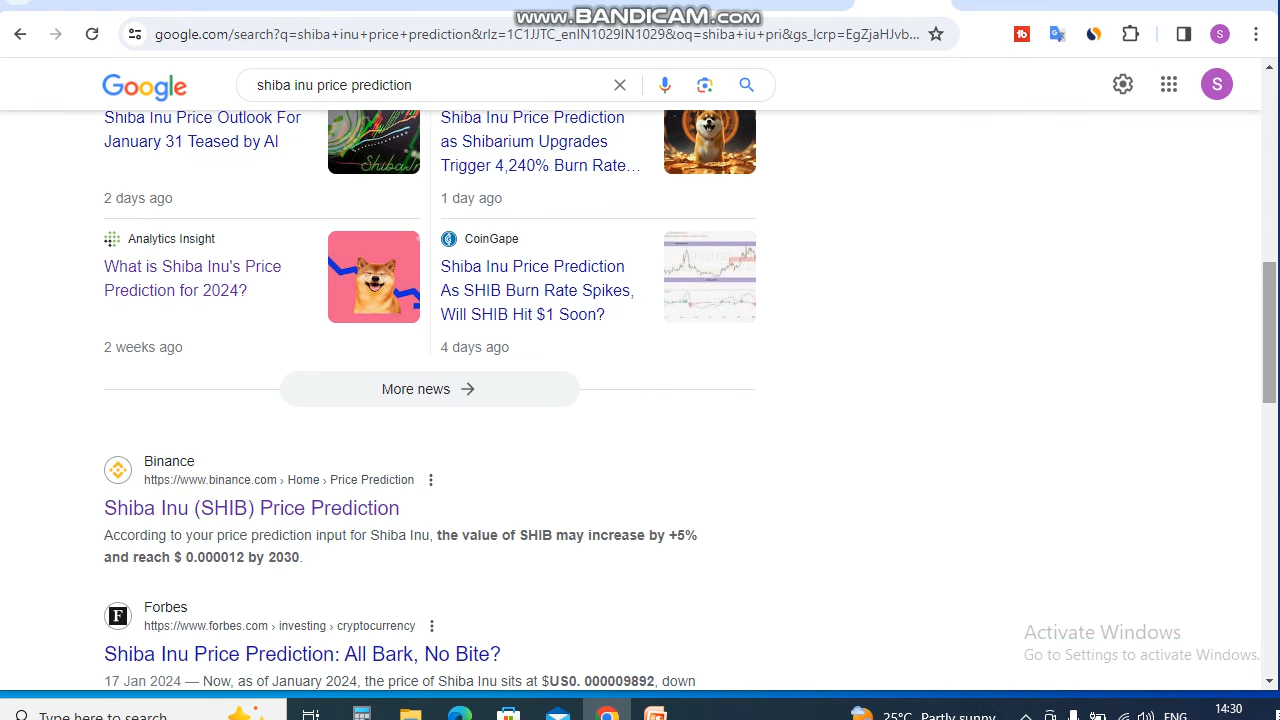 www.BANDICAM.com
google.com/search?q=shiba+inu+price+prediction&rlz=1C1JJTC_enIN1029IN1029&oq=shiba+iu+pri&gs_lcrp=EgZjaHJvb...
S
Google
shiba inu price prediction
S
Shiba Inu Price Outlook For
January 31 Teased by AI
2 days ago
ShibaIn
Shiba Inu Price Prediction
as Shibarium Upgrades
Trigger 4,240% Burn Rate...
1 day ago
Analytics Insight
What is Shiba Inu's Price
Prediction for 2024?
2 weeks ago
CoinGape
Shiba Inu Price Prediction
As SHIB Burn Rate Spikes,
Will SHIB Hit $1 Soon?
4 days ago
More news
Binance
https://www.binance.com › Home › Price Prediction
Shiba Inu (SHIB) Price Prediction
According to your price prediction input for Shiba Inu, the value of SHIB may increase by +5%
and reach $ 0.000012 by 2030.
Forbes
https://www.forbes.com › investing › cryptocurrency
Shiba Inu Price Prediction: All Bark, No Bite?
17 Jan 2024 — Now, as of January 2024, the price of Shiba Inu sits at $US0. 000009892, down
Activate Windows
Go to Settings to activate Windows.
Type here to search
25°C Partly sunny
ENG
14:30